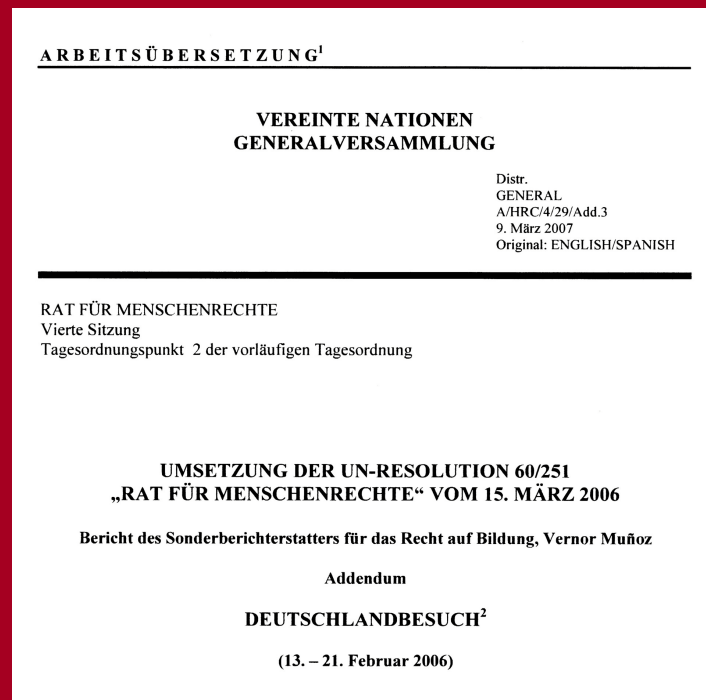 ARBEITSÜBERSETZUNG¹
VEREINTE NATIONEN
GENERALVERSAMMLUNG
Distr.
GENERAL
A/HRC/4/29/Add.3
9. März 2007
Original: ENGLISH/SPANISH
RAT FÜR MENSCHENRECHTE
Vierte Sitzung
Tagesordnungspunkt 2 der vorläufigen Tagesordnung
UMSETZUNG DER UN-RESOLUTION 60/251
„RAT FÜR MENSCHENRECHTE“ VOM 15. MÄRZ 2006
Bericht des Sonderberichterstatters für das Recht auf Bildung, Vernor Muñoz
Addendum
DEUTSCHLANDBESUCH²
(13. – 21. Februar 2006)